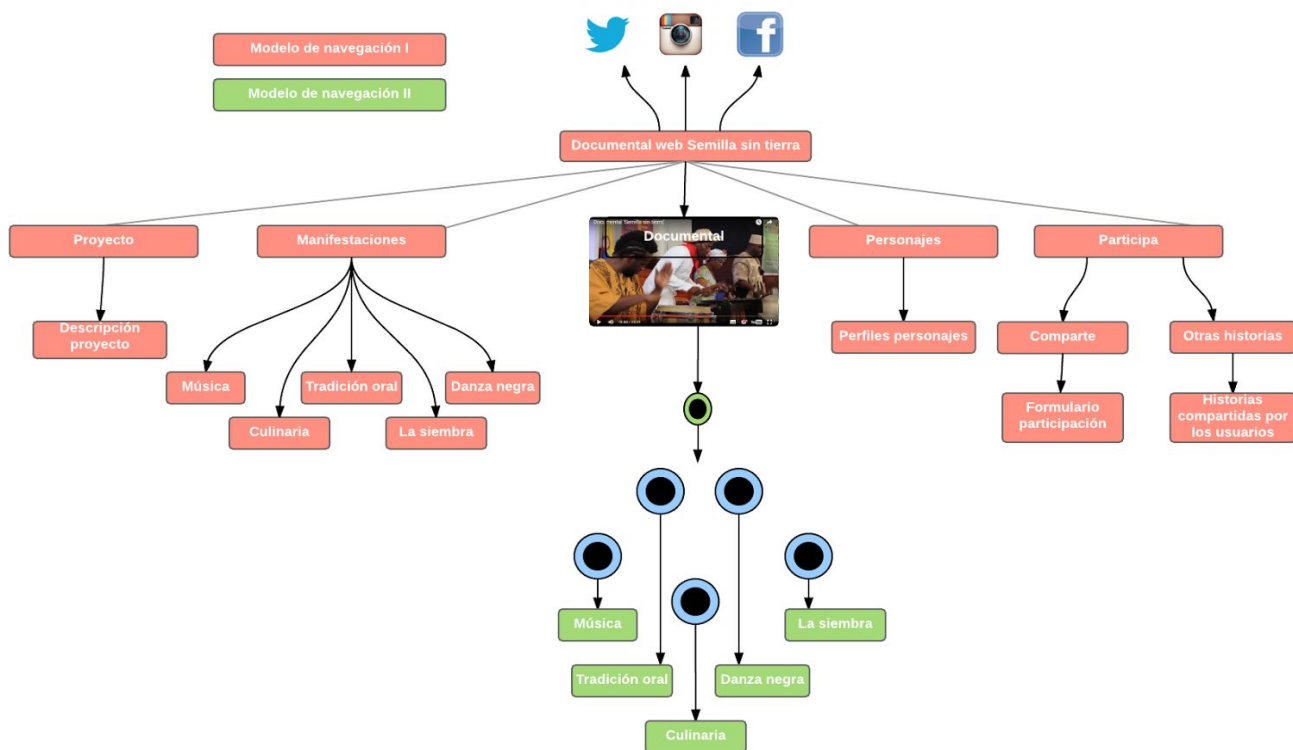 Modelo de navegación I
Modelo de navegación II
f
Documental web Semilla sin tierra
Proyecto
Manifestaciones
Documental
Personajes
Participa
Descripción
proyecto
Perfiles personajes
Comparte
Otras historias
Música
Tradición oral
Danza negra
Culinaria
La siembra
Formulario
participación
Historias
compartidas por
los usuarios
Música
La siembra
Tradición oral
Danza negra
Culinaria